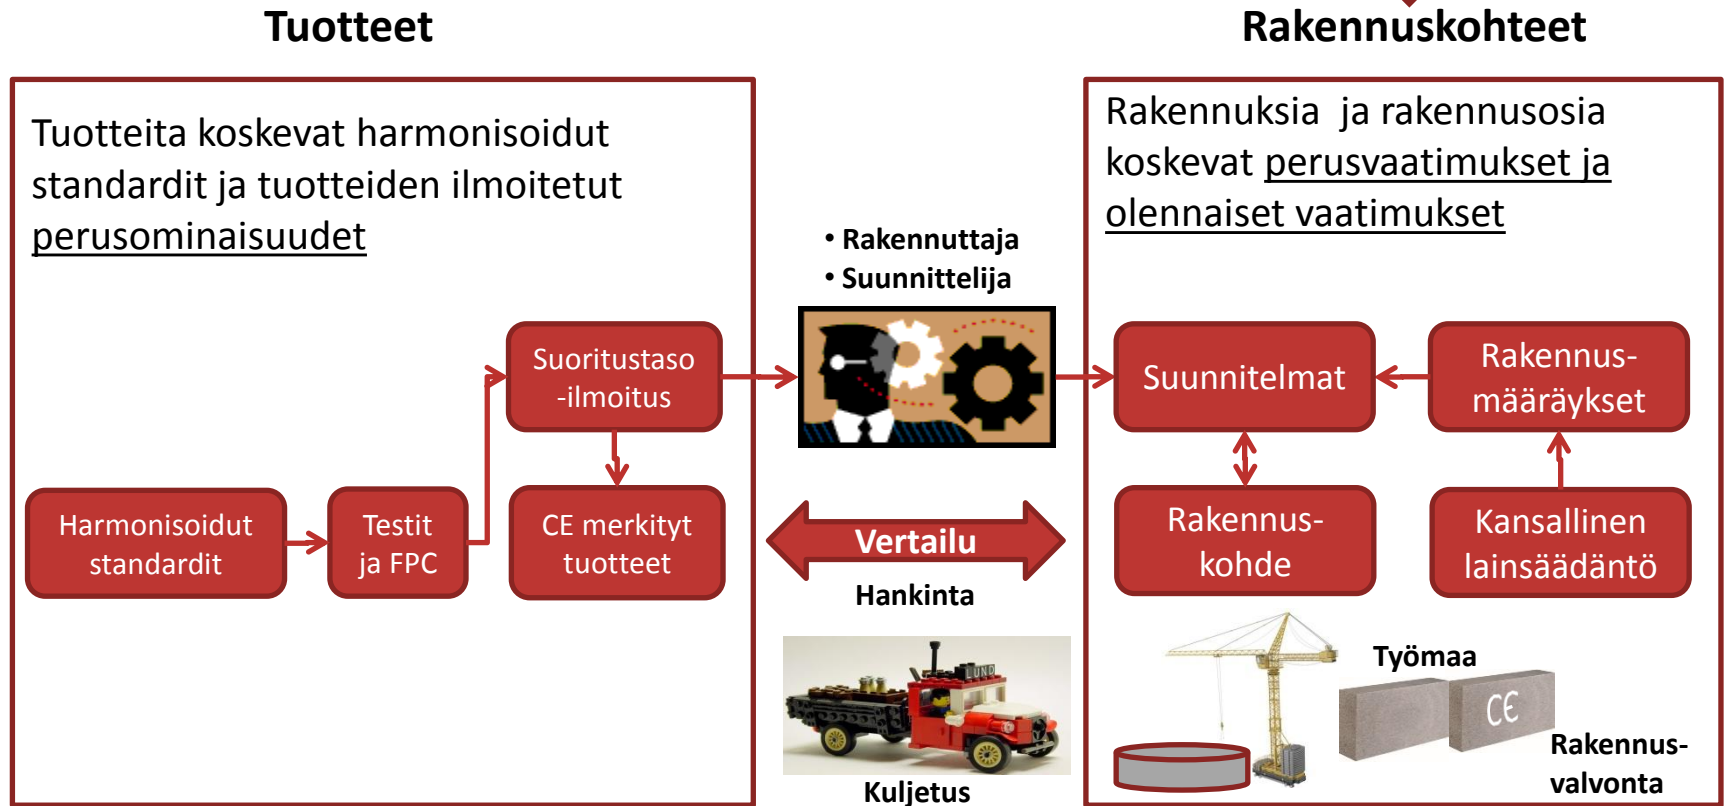 Tuotteet
Rakennuskohteet
Tuotteita koskevat harmonisoidut
standardit ja tuotteiden ilmoitetut
perusominaisuudet
Suoritustaso
-ilmoitus
Harmonisoidut
standardit
Testit
ja FPC
CE merkityt
tuotteet
• Rakennuttaja
• Suunnittelija
Vertailu
Hankinta
LUND
Kuljetus
Rakennuksia ja rakennusosia
koskevat perusvaatimukset ja
olennaiset vaatimukset
Suunnitelmat
Rakennus-
määräykset
Rakennus-
kohde
Kansallinen
lainsäädäntö
Työmaa
CE
Rakennus-
valvonta